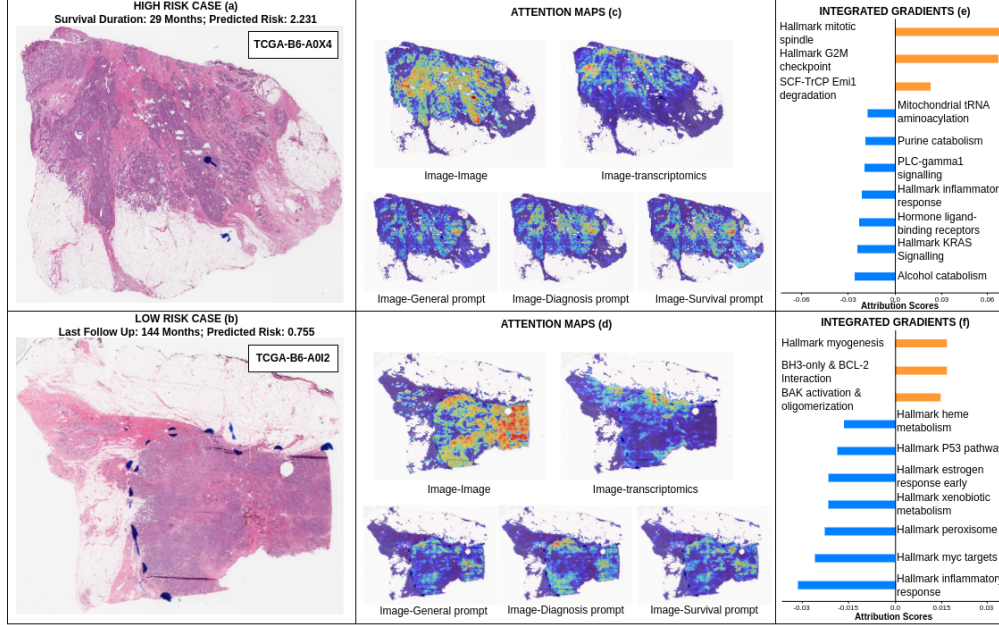 HIGH RISK CASE (a)
Survival Duration: 29 Months; Predicted Risk: 2.231
TCGA-B6-A0X4
ATTENTION MAPS (c)
Image-Image
Image-transcriptomics
Image-General prompt
Image-Diagnosis prompt
Image-Survival prompt
INTEGRATED GRADIENTS (e)
Hallmark mitotic
spindle
Hallmark G2M
checkpoint
SCF-TrCP Emi1
degradation
Mitochondrial tRNA
aminoacylation
Purine catabolism
PLC-gamma1
signalling
Hallmark inflammator
response
Hormone ligand-
binding receptors
Hallmark KRAS
Signalling
Alcohol catabolism
-0.06 -0.03 0.0 0.03 0.06
Attribution Scores
LOW RISK CASE (b)
Last Follow Up: 144 Months; Predicted Risk: 0.755
TCGA-B6-A0I2
ATTENTION MAPS (d)
Image-Image
Image-transcriptomics
Image-General prompt
Image-Diagnosis prompt
Image-Survival prompt
INTEGRATED GRADIENTS (f)
Hallmark myogenesis
BH3-only & BCL-2
Interaction
BAK activation &
oligomerization
Hallmark heme
metabolism
Hallmark P53 pathwa
Hallmark estrogen
response early
Hallmark xenobiotic
metabolism
Hallmark peroxisome
Hallmark myc targets
Hallmark inflammatory
response
-0.03 -0.015 0.0 0.015 0.03
Attribution Scores